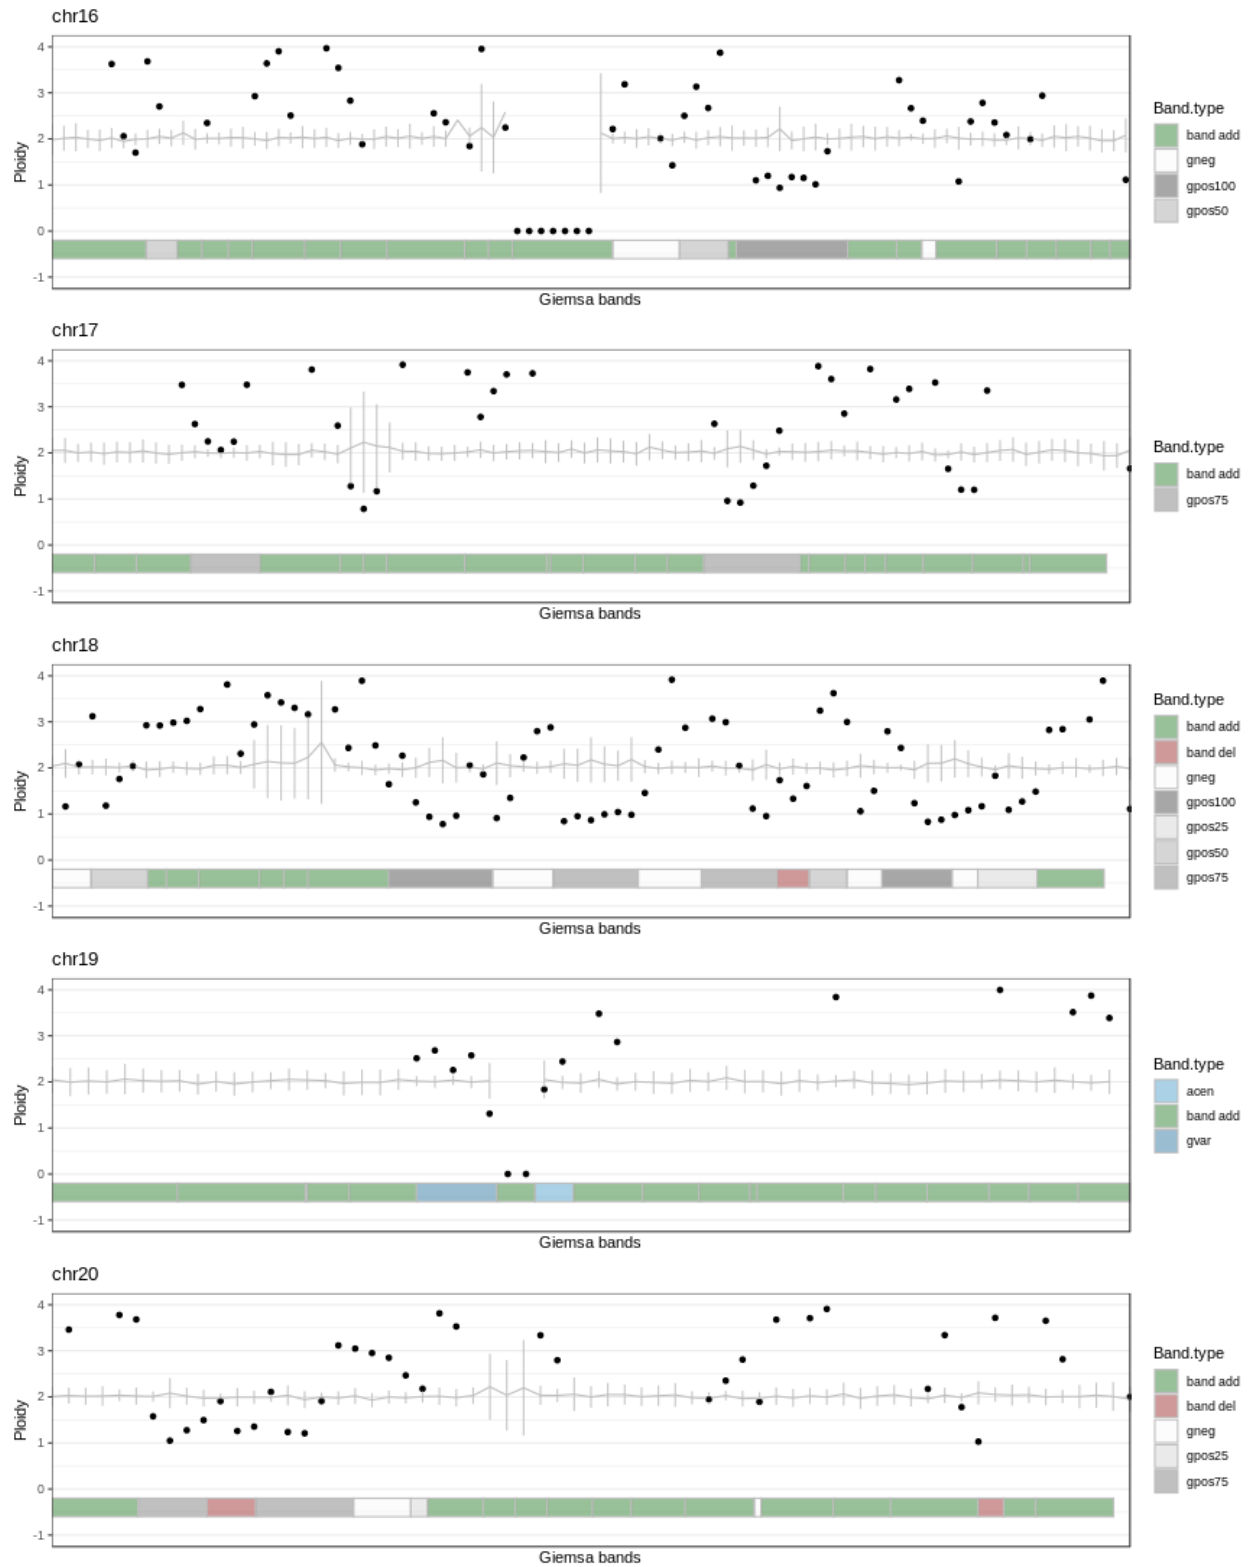 chr16
4
3
2
1
0
-1
Ploidy
Giemsa bands
Band.type
band add
gneg
gpos100
gpos50
chr17
4
3
2
1
0
-1
Ploidy
Giemsa bands
Band.type
band add
gpos75
chr18
4
3
2
1
0
-1
Ploidy
Giemsa bands
Band.type
band add
band del
gneg
gpos100
gpos25
gpos50
gpos75
chr19
4
3
2
1
0
-1
Ploidy
Giemsa bands
Band.type
acen
band add
gvar
chr20
4
3
2
1
0
-1
Ploidy
Giemsa bands
Band.type
band add
band del
gneg
gpos25
gpos75